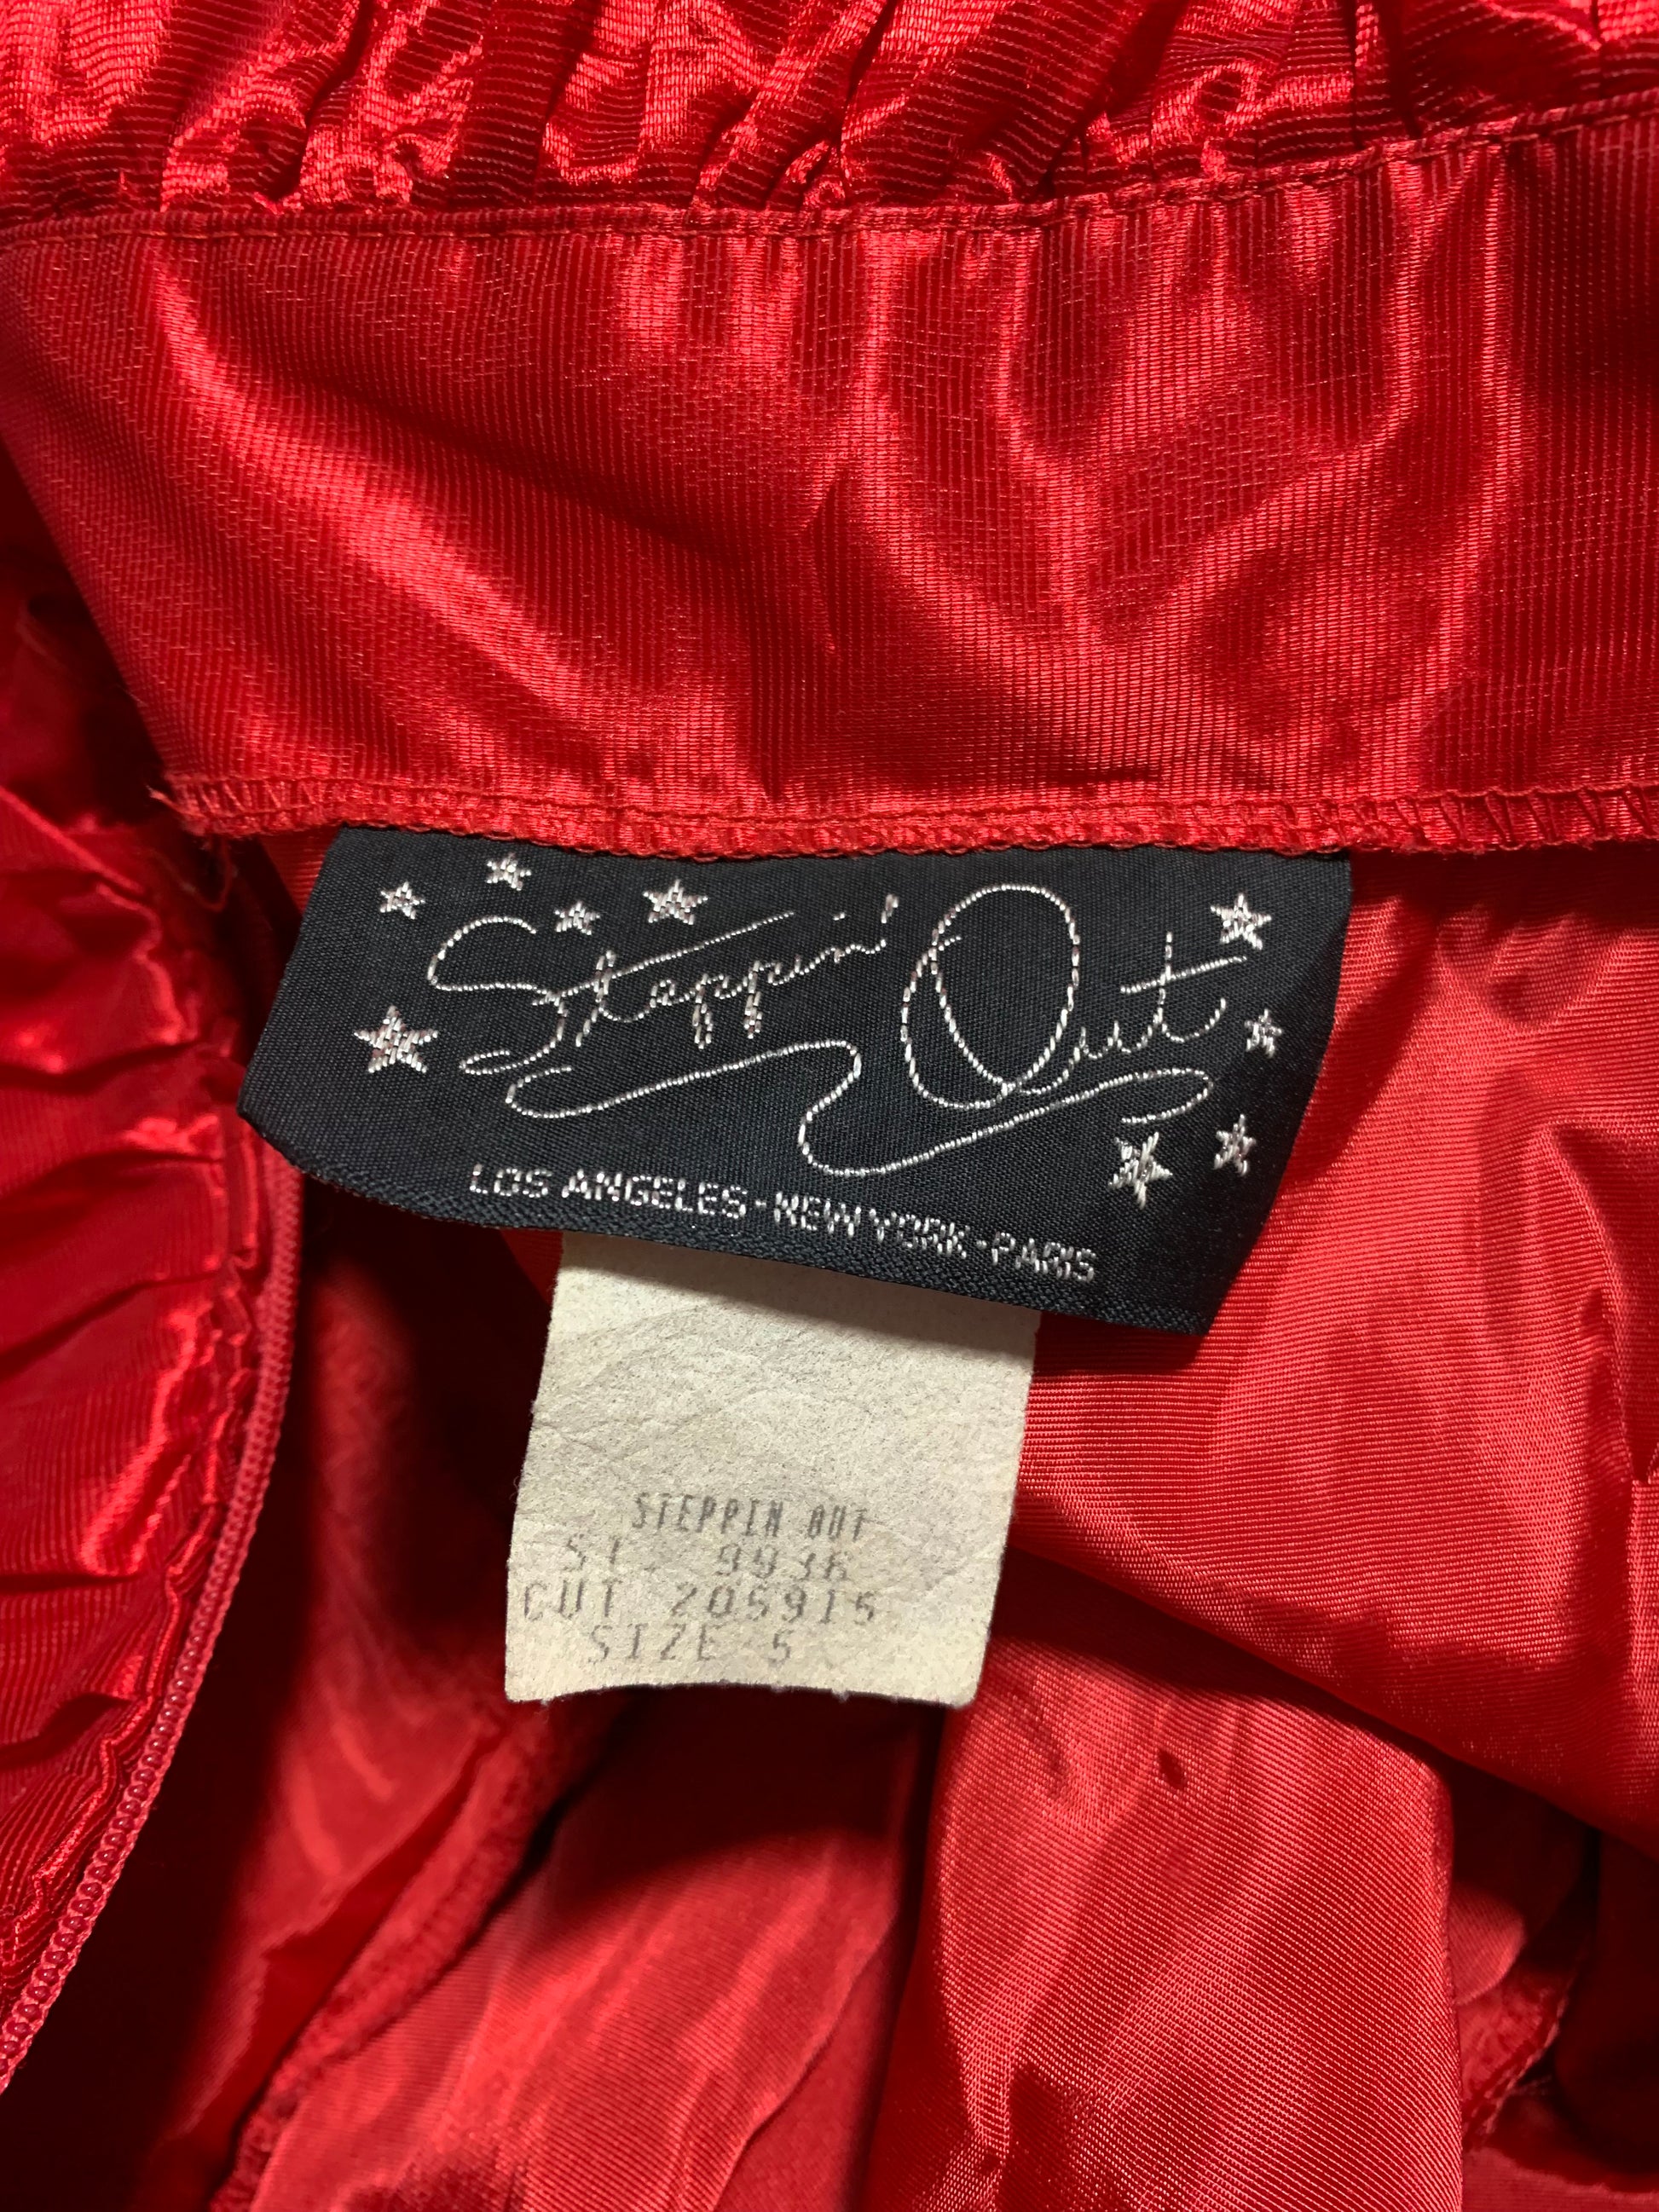 Steppin' Out
LOS ANGELES-NEW YORK-PARIS
STEPPIN OUT
ST. 9936
CUT 205915
SIZE 5